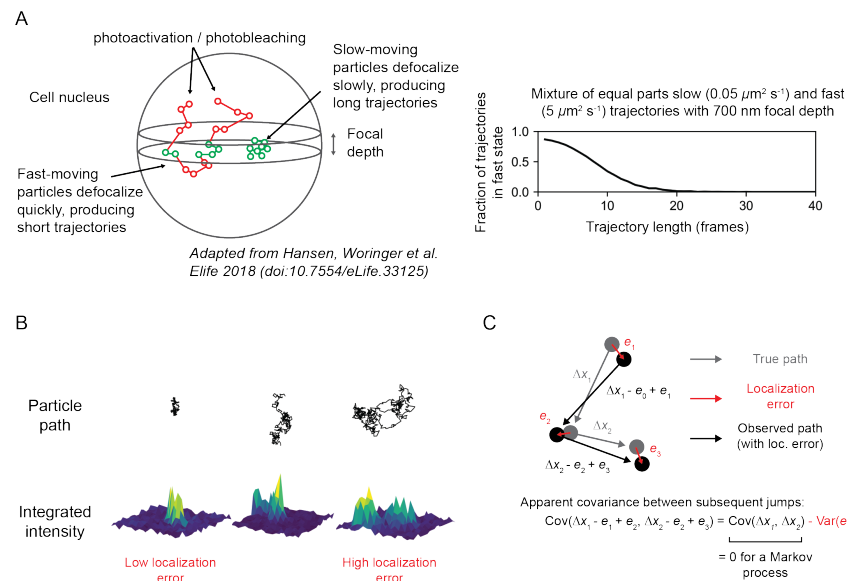 A
photoactivation / photobleaching
Cell nucleus
Slow-moving
particles defocalize
slowly, producing
long trajectories
Focal
depth
Fast-moving
particles defocalize
quickly, producing
short trajectories
Adapted from Hansen, Woringer et al.
Elife 2018 (doi:10.7554/eLife.33125)
Mixture of equal parts slow (0.05 µm² s⁻¹) and fast
(5 µm² s⁻¹) trajectories with 700 nm focal depth
Fraction of trajectories
in fast state
1.0
0.5
0.0
0 10 20 30 40
Trajectory length (frames)
B
Particle
path
Integrated
intensity
Low localization
error
High localization
error
C
e₁
Δx₁
Δx₁ - e₀ + e₁
e₂
Δx₂
e₃
Δx₂ - e₂ + e₃
True path
Localization
error
Observed path
(with loc. error)
Apparent covariance between subsequent jumps:
Cov(Δx₁ - e₁ + e₂, Δx₂ - e₂ + e₃) = Cov(Δx₁, Δx₂) - Var(e
= 0 for a Markov
process